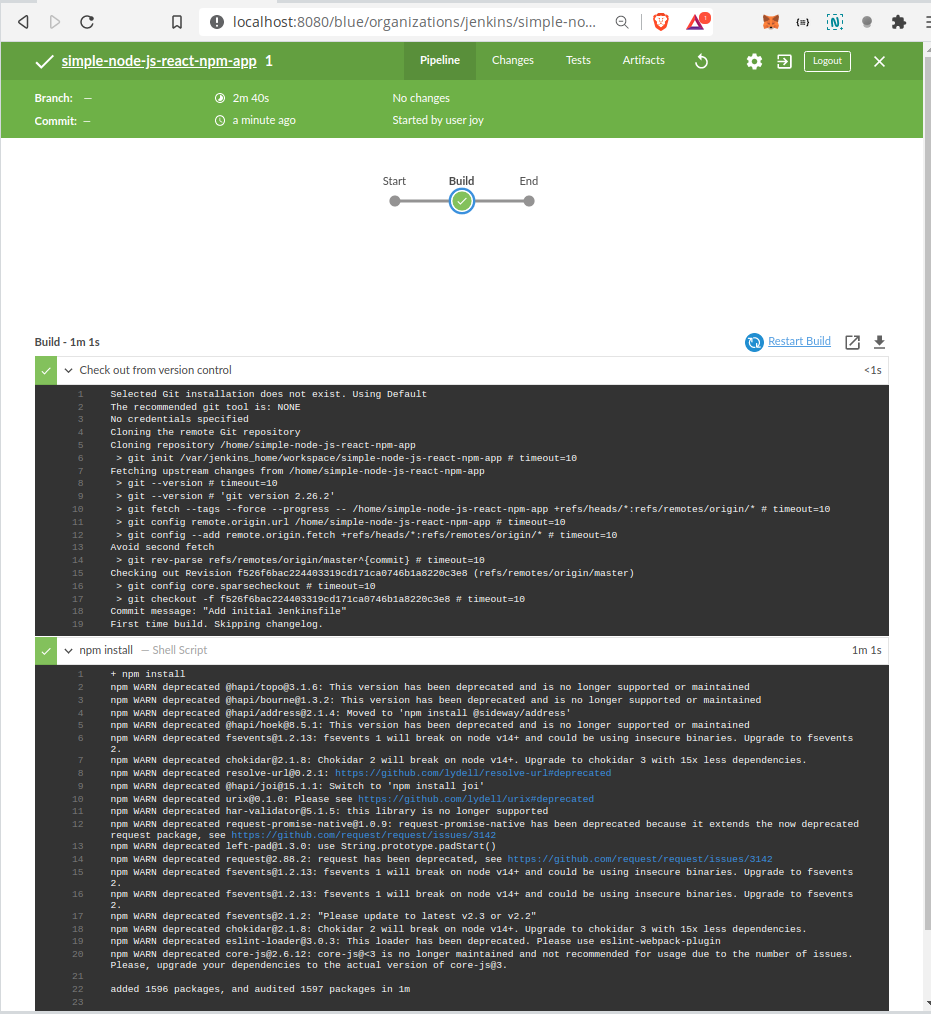 localhost:8080/blue/organizations/jenkins/simple-no...
1
simple-node-js-react-npm-app 1
Pipeline
Changes
Tests
Artifacts
Logout
Branch: —
2m 40s
No changes
Commit: —
a minute ago
Started by user joy
Start
Build
End
Build - 1m 1s
Restart Build
Check out from version control
<1s
1 Selected Git installation does not exist. Using Default
2 The recommended git tool is: NONE
3 No credentials specified
4 Cloning the remote Git repository
5 Cloning repository /home/simple-node-js-react-npm-app
6 > git init /var/jenkins_home/workspace/simple-node-js-react-npm-app # timeout=10
7 Fetching upstream changes from /home/simple-node-js-react-npm-app
8 > git --version # timeout=10
9 > git --version # 'git version 2.26.2'
10 > git fetch --tags --force --progress -- /home/simple-node-js-react-npm-app +refs/heads/*:refs/remotes/origin/* # timeout=10
11 > git config remote.origin.url /home/simple-node-js-react-npm-app # timeout=10
12 > git config --add remote.origin.fetch +refs/heads/*:refs/remotes/origin/* # timeout=10
13 Avoid second fetch
14 > git rev-parse refs/remotes/origin/master^{commit} # timeout=10
15 Checking out Revision f526f6bac224403319cd171ca0746b1a8220c3e8 (refs/remotes/origin/master)
16 > git config core.sparsecheckout # timeout=10
17 > git checkout -f f526f6bac224403319cd171ca0746b1a8220c3e8 # timeout=10
18 Commit message: "Add initial Jenkinsfile"
19 First time build. Skipping changelog.
npm install — Shell Script
1m 1s
1 + npm install
2 npm WARN deprecated @hapi/topo@3.1.6: This version has been deprecated and is no longer supported or maintained
3 npm WARN deprecated @hapi/bourne@1.3.2: This version has been deprecated and is no longer supported or maintained
4 npm WARN deprecated @hapi/address@2.1.4: Moved to 'npm install @sideway/address'
5 npm WARN deprecated @hapi/hoek@8.5.1: This version has been deprecated and is no longer supported or maintained
6 npm WARN deprecated fsevents@1.2.13: fsevents 1 will break on node v14+ and could be using insecure binaries. Upgrade to fsevents
2.
7 npm WARN deprecated chokidar@2.1.8: Chokidar 2 will break on node v14+. Upgrade to chokidar 3 with 15x less dependencies.
8 npm WARN deprecated resolve-url@0.2.1: https://github.com/lydell/resolve-url#deprecated
9 npm WARN deprecated @hapi/joi@15.1.1: Switch to 'npm install joi'
10 npm WARN deprecated urix@0.1.0: Please see https://github.com/lydell/urix#deprecated
11 npm WARN deprecated har-validator@5.1.5: this library is no longer supported
12 npm WARN deprecated request-promise-native@1.0.9: request-promise-native has been deprecated because it extends the now deprecated
request package, see https://github.com/request/request/issues/3142
13 npm WARN deprecated left-pad@1.3.0: use String.prototype.padStart()
14 npm WARN deprecated request@2.88.2: request has been deprecated, see https://github.com/request/request/issues/3142
15 npm WARN deprecated fsevents@1.2.13: fsevents 1 will break on node v14+ and could be using insecure binaries. Upgrade to fsevents
2.
16 npm WARN deprecated fsevents@1.2.13: fsevents 1 will break on node v14+ and could be using insecure binaries. Upgrade to fsevents
2.
17 npm WARN deprecated fsevents@2.1.2: "Please update to latest v2.3 or v2.2"
18 npm WARN deprecated chokidar@2.1.8: Chokidar 2 will break on node v14+. Upgrade to chokidar 3 with 15x less dependencies.
19 npm WARN deprecated eslint-loader@3.0.3: This loader has been deprecated. Please use eslint-webpack-plugin
20 npm WARN deprecated core-js@2.6.12: core-js@<3 is no longer maintained and not recommended for usage due to the number of issues.
Please, upgrade your dependencies to the actual version of core-js@3.
21
22 added 1596 packages, and audited 1597 packages in 1m
23